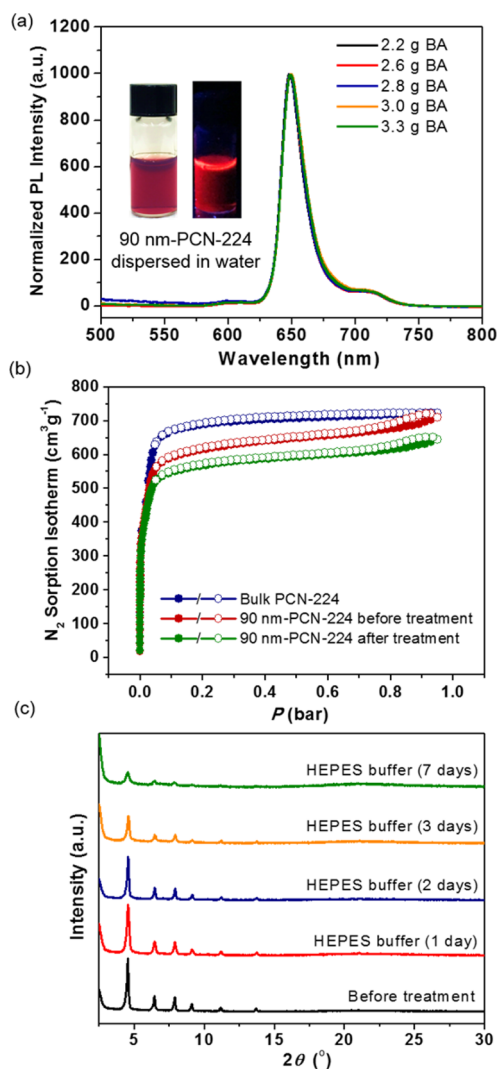 (a)
Normalized PL Intensity (a.u.)
1200
1000
800
600
400
200
0
2.2 g BA
2.6 g BA
2.8 g BA
3.0 g BA
3.3 g BA
90 nm-PCN-224
dispersed in water
500 550 600 650 700 750 800
Wavelength (nm)
(b)
N₂ Sorption Isotherm (cm³g⁻¹)
800
700
600
500
400
300
200
100
0
Bulk PCN-224
90 nm-PCN-224 before treatment
90 nm-PCN-224 after treatment
0.0 0.2 0.4 0.6 0.8 1.0
P (bar)
(c)
Intensity (a.u.)
HEPES buffer (7 days)
HEPES buffer (3 days)
HEPES buffer (2 days)
HEPES buffer (1 day)
Before treatment
5 10 15 20 25 30
2θ (°)